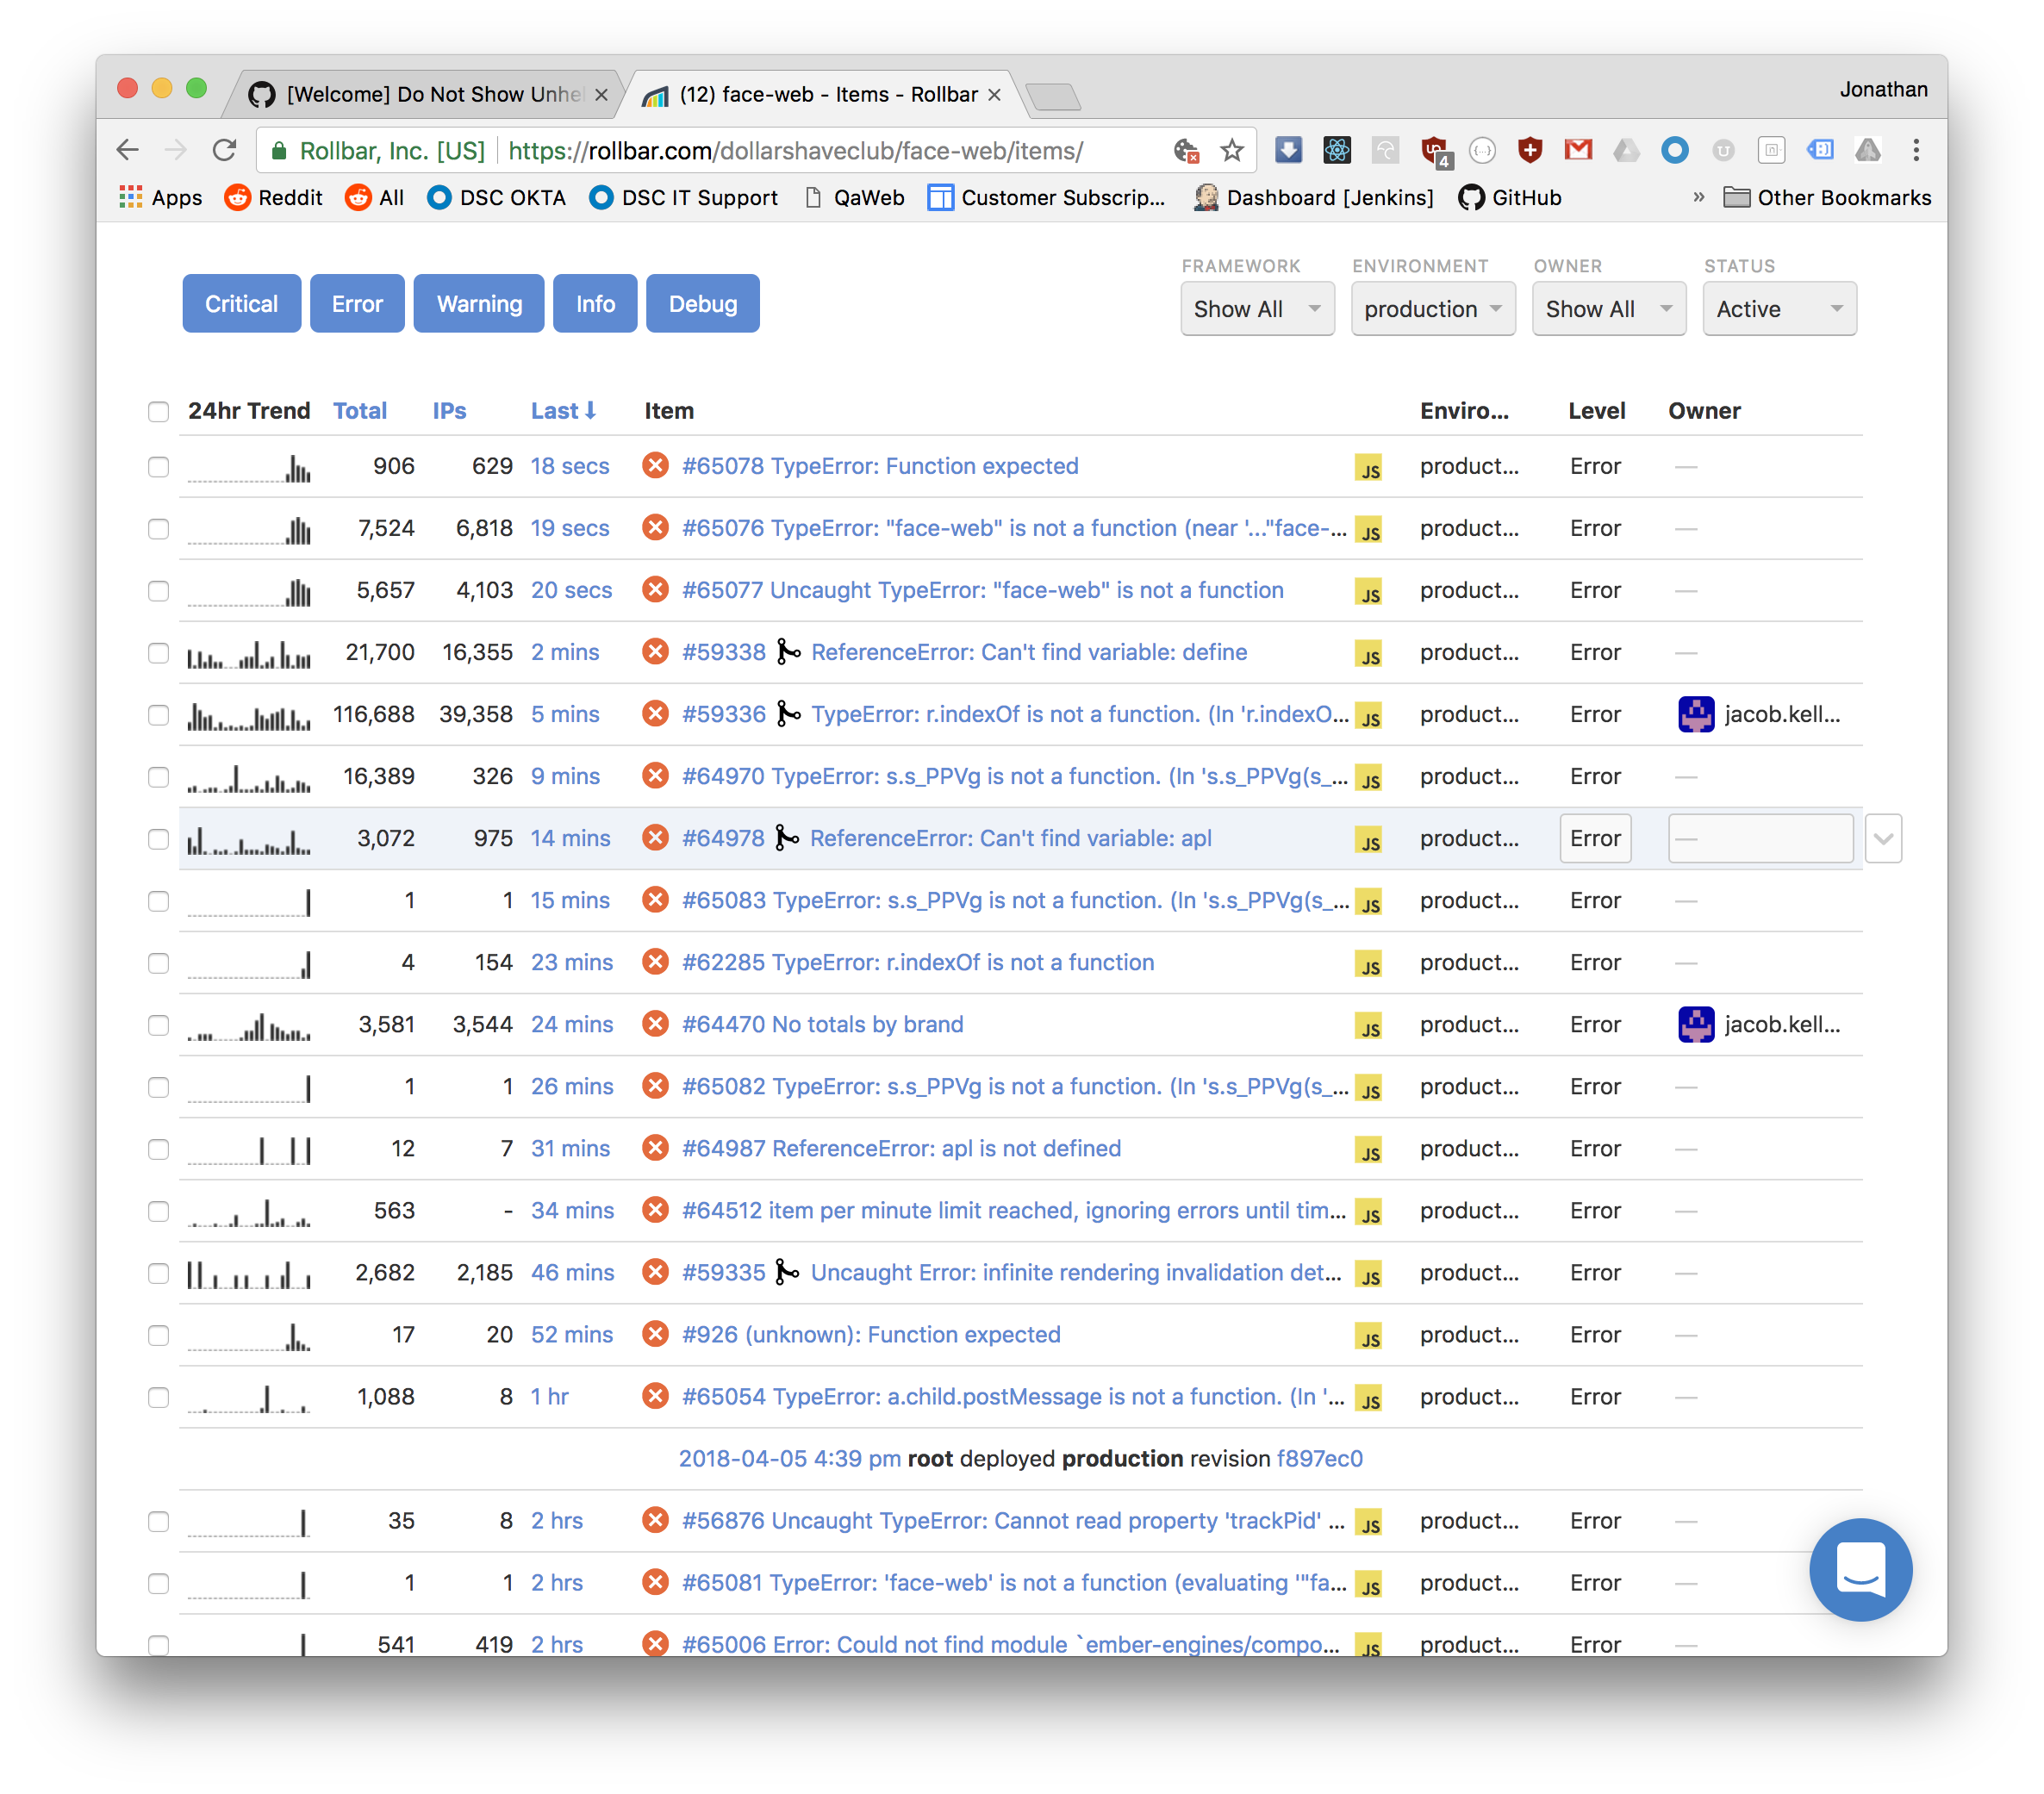 [Welcome] Do Not Show Unhel
(12) face-web - Items - Rollbar
Jonathan
Rollbar, Inc. [US] https://rollbar.com/dollarshaveclub/face-web/items/
4
Apps Reddit All DSC OKTA DSC IT Support QaWeb Customer Subscrip... Dashboard [Jenkins] GitHub » Other Bookmarks
FRAMEWORK ENVIRONMENT OWNER STATUS
Critical Error Warning Info Debug Show All production Show All Active
24hr Trend Total IPs Last Item Enviro... Level Owner
906 629 18 secs #65078 TypeError: Function expected JS product... Error —
7,524 6,818 19 secs #65076 TypeError: "face-web" is not a function (near '..."face-... JS product... Error —
5,657 4,103 20 secs #65077 Uncaught TypeError: "face-web" is not a function JS product... Error —
21,700 16,355 2 mins #59338 ReferenceError: Can't find variable: define JS product... Error —
116,688 39,358 5 mins #59336 TypeError: r.indexOf is not a function. (In 'r.indexO... JS product... Error jacob.kell...
16,389 326 9 mins #64970 TypeError: s.s_PPVg is not a function. (In 's.s_PPVg(s_... JS product... Error —
3,072 975 14 mins #64978 ReferenceError: Can't find variable: apl JS product... Error —
1 1 15 mins #65083 TypeError: s.s_PPVg is not a function. (In 's.s_PPVg(s_... JS product... Error —
4 154 23 mins #62285 TypeError: r.indexOf is not a function JS product... Error —
3,581 3,544 24 mins #64470 No totals by brand JS product... Error jacob.kell...
1 1 26 mins #65082 TypeError: s.s_PPVg is not a function. (In 's.s_PPVg(s_... JS product... Error —
12 7 31 mins #64987 ReferenceError: apl is not defined JS product... Error —
563 - 34 mins #64512 item per minute limit reached, ignoring errors until tim... JS product... Error —
2,682 2,185 46 mins #59335 Uncaught Error: infinite rendering invalidation det... JS product... Error —
17 20 52 mins #926 (unknown): Function expected JS product... Error —
1,088 8 1 hr #65054 TypeError: a.child.postMessage is not a function. (In '... JS product... Error —
2018-04-05 4:39 pm root deployed production revision f897ec0
35 8 2 hrs #56876 Uncaught TypeError: Cannot read property 'trackPid' ... JS product... Error —
1 1 2 hrs #65081 TypeError: 'face-web' is not a function (evaluating '"fa... JS product... Error —
541 419 2 hrs #65006 Error: Could not find module `ember-engines/compo... JS product... Error —